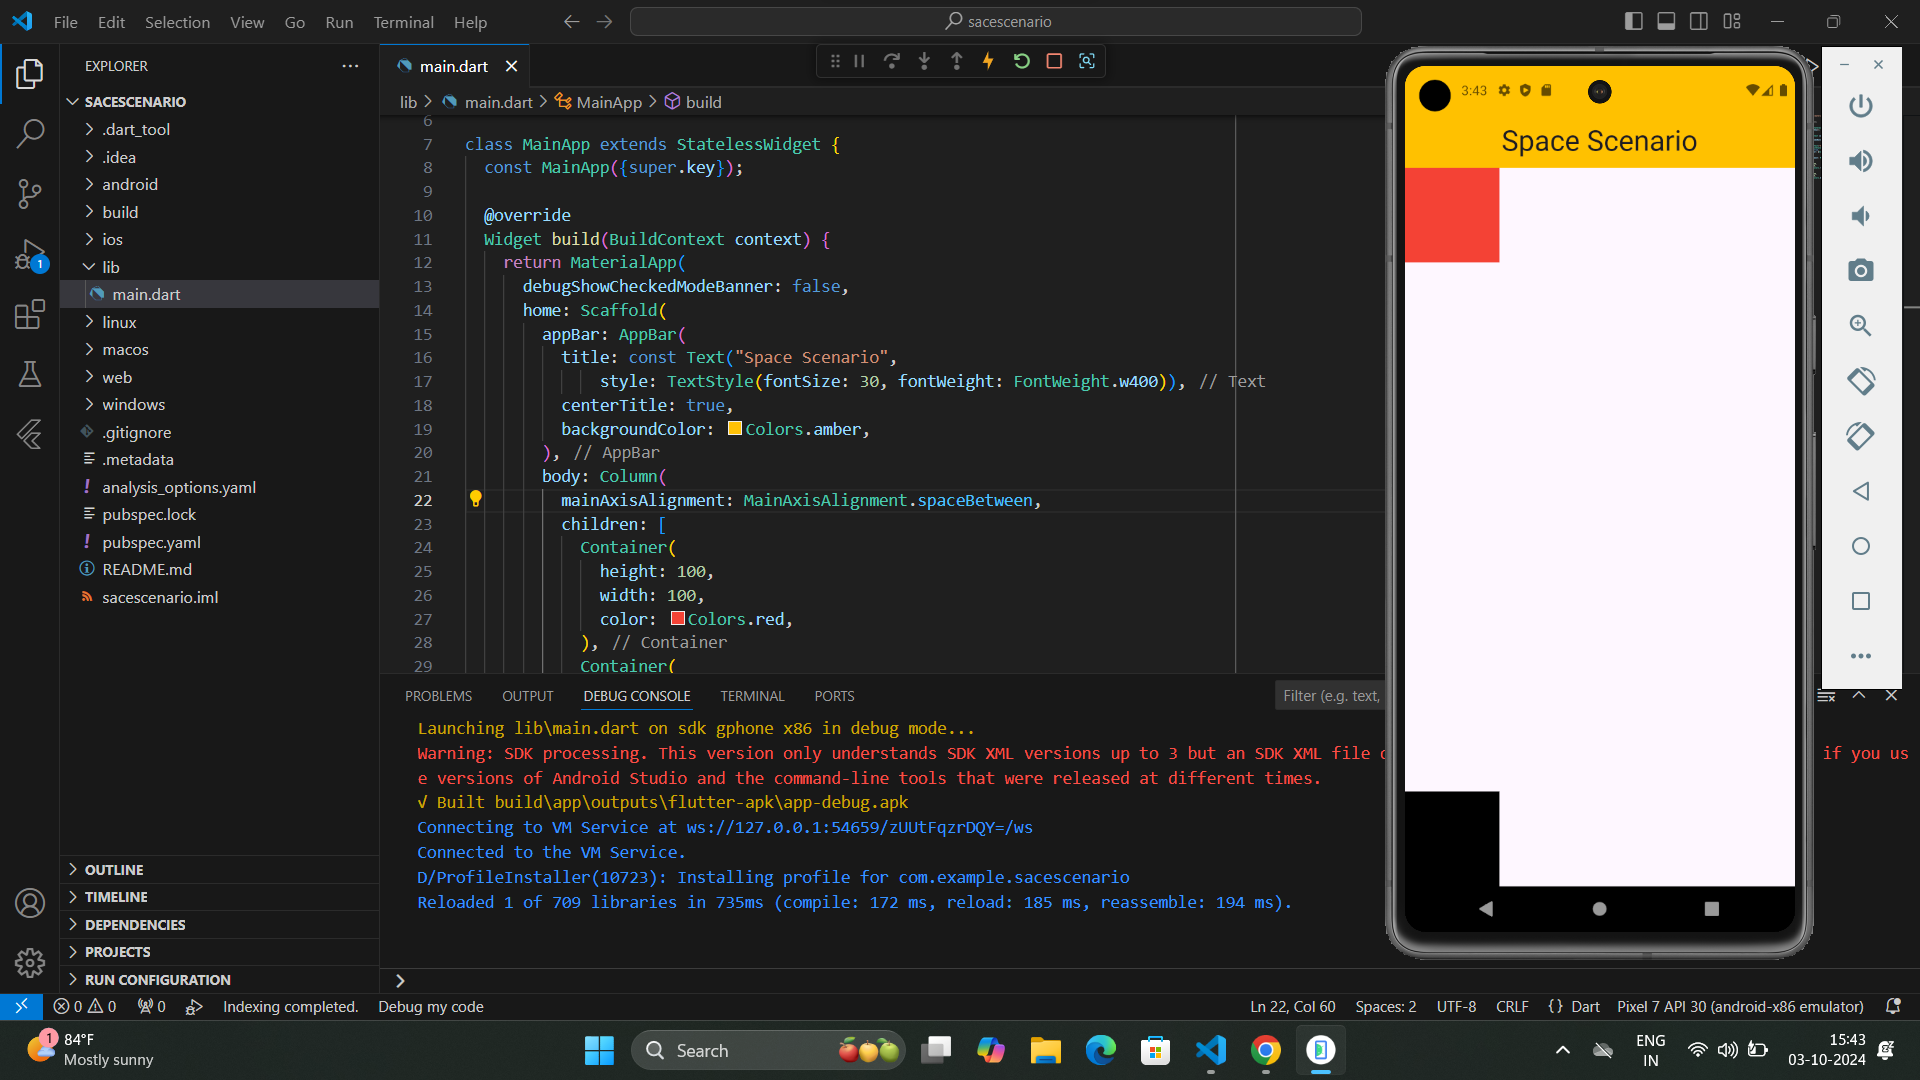 File Edit Selection View Go Run Terminal Help
sacescenario
EXPLORER
SACESCENARIO
.dart_tool
.idea
android
build
ios
lib
main.dart
linux
macos
web
windows
.gitignore
.metadata
analysis_options.yaml
pubspec.lock
pubspec.yaml
README.md
sacescenario.iml
OUTLINE
TIMELINE
DEPENDENCIES
PROJECTS
RUN CONFIGURATION
1
main.dart
lib > main.dart > MainApp > build
6
7 class MainApp extends StatelessWidget {
8 const MainApp({super.key});
9
10 @override
11 Widget build(BuildContext context) {
12 return MaterialApp(
13 debugShowCheckedModeBanner: false,
14 home: Scaffold(
15 appBar: AppBar(
16 title: const Text("Space Scenario",
17 style: TextStyle(fontSize: 30, fontWeight: FontWeight.w400)), // Text
18 centerTitle: true,
19 backgroundColor: Colors.amber,
20 ), // AppBar
21 body: Column(
22 mainAxisAlignment: MainAxisAlignment.spaceBetween,
23 children: [
24 Container(
25 height: 100,
26 width: 100,
27 color: Colors.red,
28 ), // Container
29 Container(
PROBLEMS OUTPUT DEBUG CONSOLE TERMINAL PORTS
Filter (e.g. text,
Launching lib\main.dart on sdk gphone x86 in debug mode...
Warning: SDK processing. This version only understands SDK XML versions up to 3 but an SDK XML file if you us
e versions of Android Studio and the command-line tools that were released at different times.
√ Built build\app\outputs\flutter-apk\app-debug.apk
Connecting to VM Service at ws://127.0.0.1:54659/zUUtFqzrDQY=/ws
Connected to the VM Service.
D/ProfileInstaller(10723): Installing profile for com.example.sacescenario
Reloaded 1 of 709 libraries in 735ms (compile: 172 ms, reload: 185 ms, reassemble: 194 ms).
3:43
Space Scenario
0 0 0 Indexing completed. Debug my code
Ln 22, Col 60 Spaces: 2 UTF-8 CRLF {} Dart Pixel 7 API 30 (android-x86 emulator)
1
84°F
Mostly sunny
Search
ENG
IN
15:43
03-10-2024